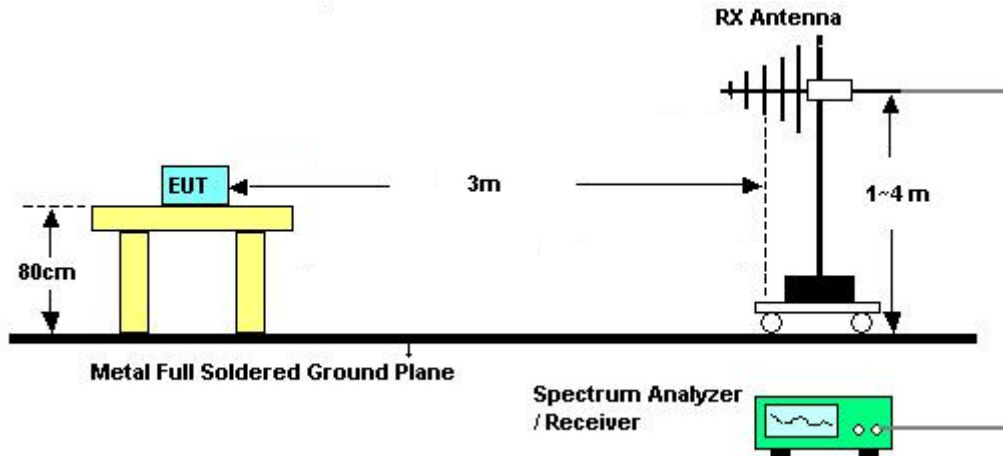 RX Antenna
EUT
3m
1~4 m
80cm
Metal Full Soldered Ground Plane
Spectrum Analyzer
/ Receiver